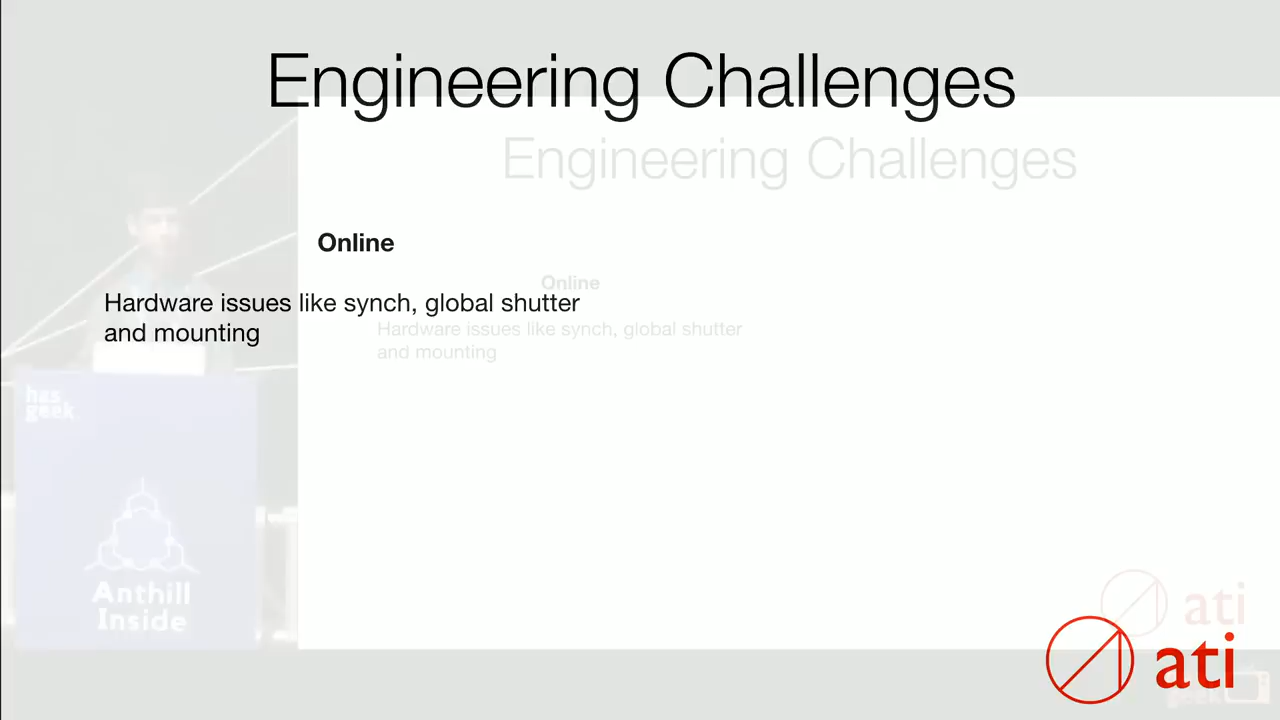 Engineering Challenges
Engineering Challenges
Online
Online
Hardware issues like synch, global shutter
and mounting
Hardware issues like synch, global shutter
and mounting
has
geek
Anthill
Inside
ati
ati
geek